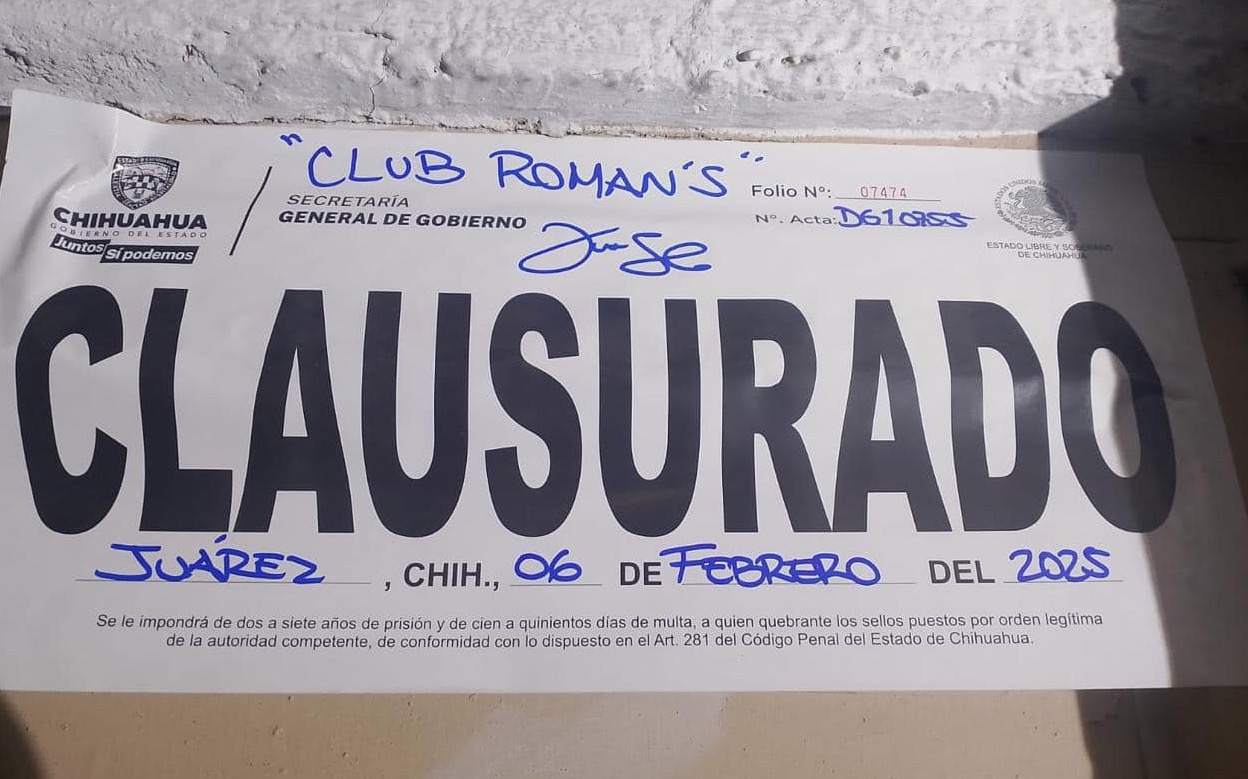 "CLUB ROMAN'S"
CHIHUAHUA
GOBIERNO DEL ESTADO
Juntos Sí podemos
SECRETARÍA
GENERAL DE GOBIERNO
Folio Nº: 07474
Nº. Acta:
ESTADOS UNIDOS MEXICANOS
ESTADO LIBRE Y SOBERANO
DE CHIHUAHUA
CLAUSURADO
JUÁREZ, CHIH., 06 DE FEBRERO DEL 2025
Se le impondrá de dos a siete años de prisión y de cien a quinientos días de multa, a quien quebrante los sellos puestos por orden legítima
de la autoridad competente, de conformidad con lo dispuesto en el Art. 281 del Código Penal del Estado de Chihuahua.